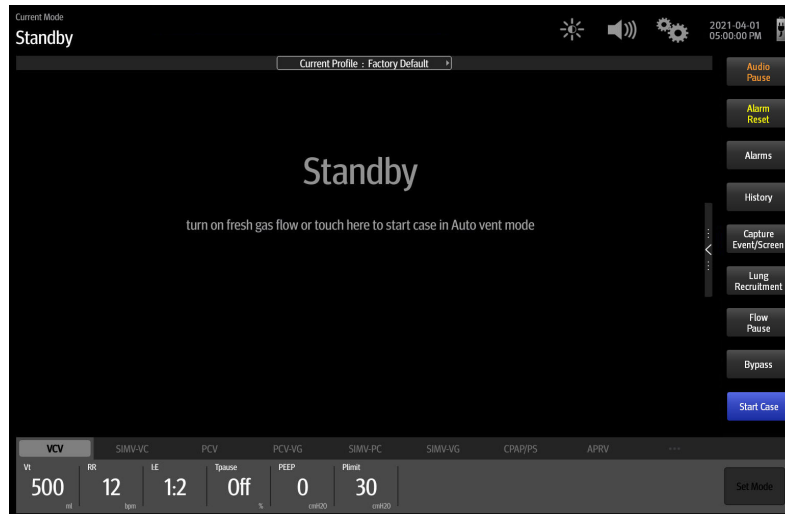 Current Mode
Standby
2021-04-01
05:00:00 PM
Current Profile : Factory Default
Audio
Pause
Alarm
Reset
Alarms
Standby
History
turn on fresh gas flow or touch here to start case in Auto vent mode
Capture
Event/Screen
Lung
Recruitment
Flow
Pause
Bypass
Start Case
VCV SIMV-VC PCV PCV-VG SIMV-PC SIMV-VG CPAP/PS APRV ...
Vt RR I:E Tpause PEEP Plimit
500 12 1:2 Off 0 30
ml bpm % cmH20 cmH20
Set Mode